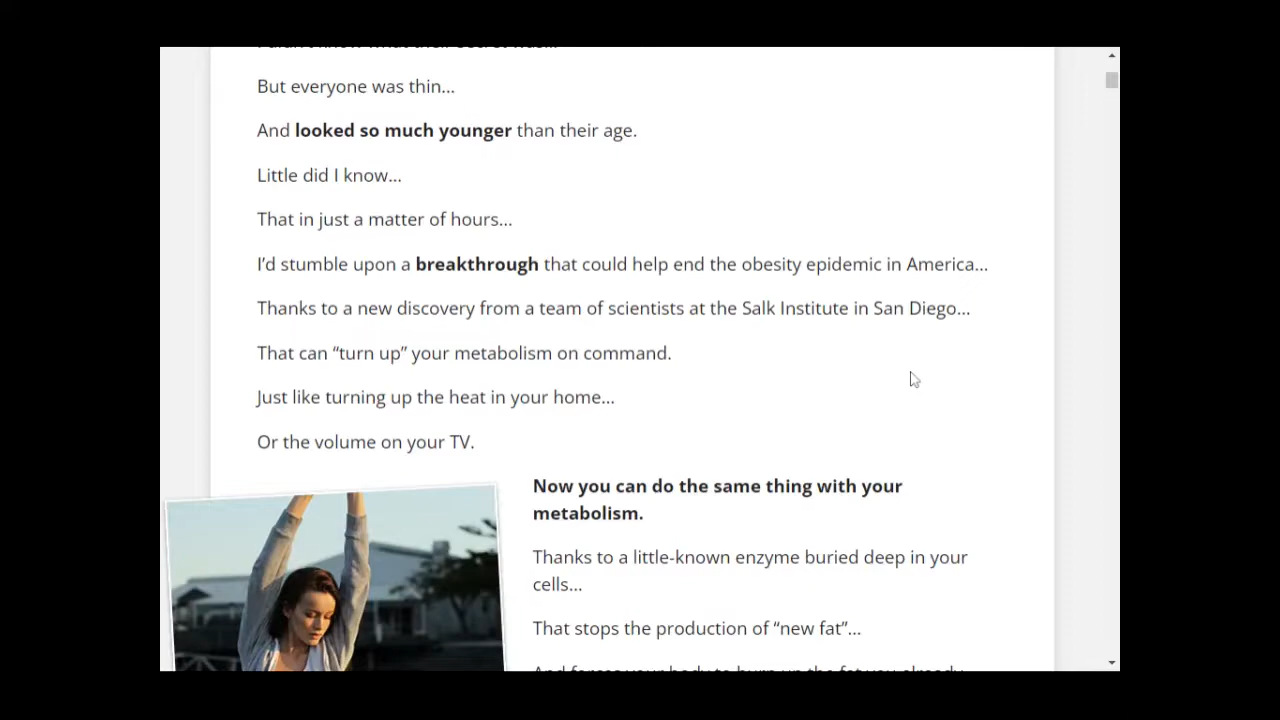 But everyone was thin...
And looked so much younger than their age.
Little did I know...
That in just a matter of hours...
I’d stumble upon a breakthrough that could help end the obesity epidemic in America...
Thanks to a new discovery from a team of scientists at the Salk Institute in San Diego...
That can “turn up” your metabolism on command.
Just like turning up the heat in your home...
Or the volume on your TV.
Now you can do the same thing with your
metabolism.
Thanks to a little-known enzyme buried deep in your
cells...
That stops the production of “new fat”...